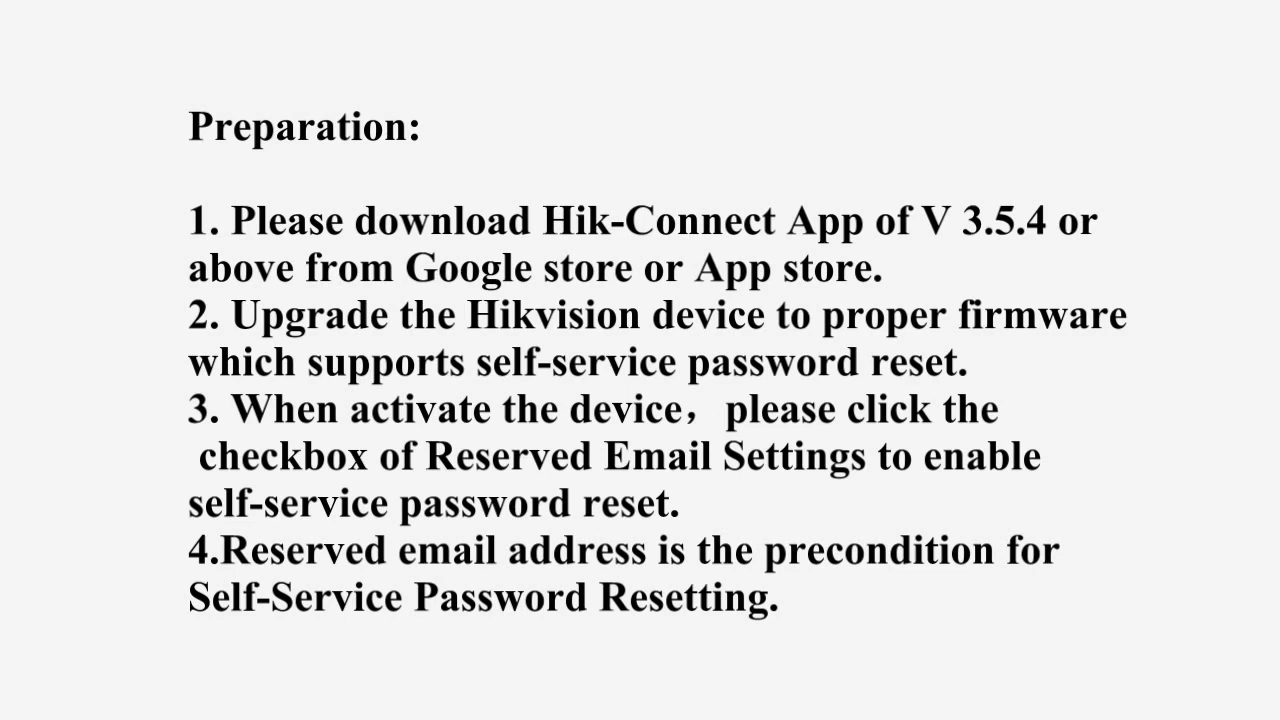 Preparation:
1. Please download Hik-Connect App of V 3.5.4 or
above from Google store or App store.
2. Upgrade the Hikvision device to proper firmware
which supports self-service password reset.
3. When activate the device，please click the
checkbox of Reserved Email Settings to enable
self-service password reset.
4.Reserved email address is the precondition for
Self-Service Password Resetting.